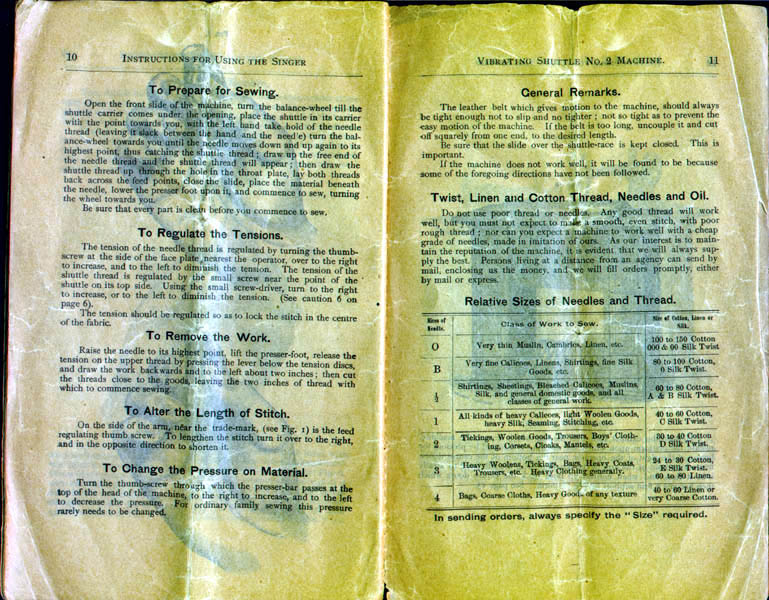 10 INSTRUCTIONS FOR USING THE SINGER
To Prepare for Sewing.
Open the front slide of the machine, turn the balance-wheel till the
shuttle carrier comes under the opening, place the shuttle in its carrier
with the point towards you, with the left hand take hold of the needle
thread (leaving it slack between the hand and the needle) turn the bal-
ance-wheel towards you until the needle moves down and up again to its
highest point, thus catching the shuttle thread; draw up the free end of
the needle thread and the shuttle thread will appear; then draw the
shuttle thread up through the hole in the throat plate, lay both threads
back across the feed points, close the slide, place the material beneath
the needle, lower the presser foot upon it, and commence to sew, turning
the wheel towards you.
Be sure that every part is clean before you commence to sew.
To Regulate the Tensions.
The tension of the needle thread is regulated by turning the thumb-
screw at the side of the face plate nearest the operator, over to the right
to increase, and to the left to diminish the tension. The tension of the
shuttle thread is regulated by the small screw near the point of the
shuttle on its top side. Using the small screw-driver, turn to the right
to increase, or to the left to diminish the tension. (See caution 6 on
page 6).
The tension should be regulated so as to lock the stitch in the centre
of the fabric.
To Remove the Work.
Raise the needle to its highest point, lift the presser-foot, release the
tension on the upper thread by pressing the lever below the tension discs,
and draw the work backwards and to the left about two inches; then cut
the threads close to the goods, leaving the two inches of thread with
which to commence sewing.
To Alter the Length of Stitch.
On the side of the arm, near the trade-mark, (see Fig. 1) is the feed
regulating thumb screw. To lengthen the stitch turn it over to the right,
and in the opposite direction to shorten it.
To Change the Pressure on Material.
Turn the thumb-screw through which the presser-bar passes at the
top of the head of the machine, to the right to increase, and to the left
to decrease the pressure. For ordinary family sewing this pressure
rarely needs to be changed.
VIBRATING SHUTTLE NO. 2 MACHINE. 11
General Remarks.
The leather belt which gives motion to the machine, should always
be tight enough not to slip and no tighter; not so tight as to prevent the
easy motion of the machine. If the belt is too long, uncouple it and cut
off squarely from one end, to the desired length.
Be sure that the slide over the shuttle-race is kept closed. This is
important.
If the machine does not work well, it will be found to be because
some of the foregoing directions have not been followed.
Twist, Linen and Cotton Thread, Needles and Oil.
Do not use poor thread or needles. Any good thread will work
well, but you must not expect to make a smooth, even stitch, with poor
rough thread; nor can you expect a machine to work well with a cheap
grade of needles, made in imitation of ours. As our interest is to main-
tain the reputation of the machine, it is evident that we will always sup-
ply the best. Persons living at a distance from an agency can send by
mail, enclosing us the money, and we will fill orders promptly, either
by mail or express.
Relative Sizes of Needles and Thread.
Sizes of Needles. Class of Work to Sew. Size of Cotton, Linen or Silk.
0 Very thin Muslin, Cambrics, Linen, etc. 100 to 150 Cotton
000 & 00 Silk Twist
B Very fine Calicoes, Linens, Shirtings, fine Silk 80 to 100 Cotton,
Goods, etc. 0 Silk Twist
½ Shirtings, Sheetings, Bleached Calicoes, Muslins, 60 to 80 Cotton,
Silk, and general domestic goods, and all A & B Silk Twist.
classes of general work.
1 All kinds of heavy Calicoes, light Woolen Goods, 40 to 60 Cotton,
heavy Silk, Seaming, Stitching, etc. C Silk Twist.
2 Tickings, Woolen Goods, Trousers, Boys' Cloth- 30 to 40 Cotton
ing, Corsets, Cloaks, Mantels, etc. D Silk Twist.
3 Heavy Woolens, Tickings, Bags, Heavy Coats, 24 to 30 Cotton,
Trousers, etc. Heavy Clothing generally. E Silk Twist.
60 to 80 Linen.
4 Bags, Coarse Cloths, Heavy Goods of any texture 40 to 60 Linen or
very Coarse Cotton.
In sending orders, always specify the "Size" required.